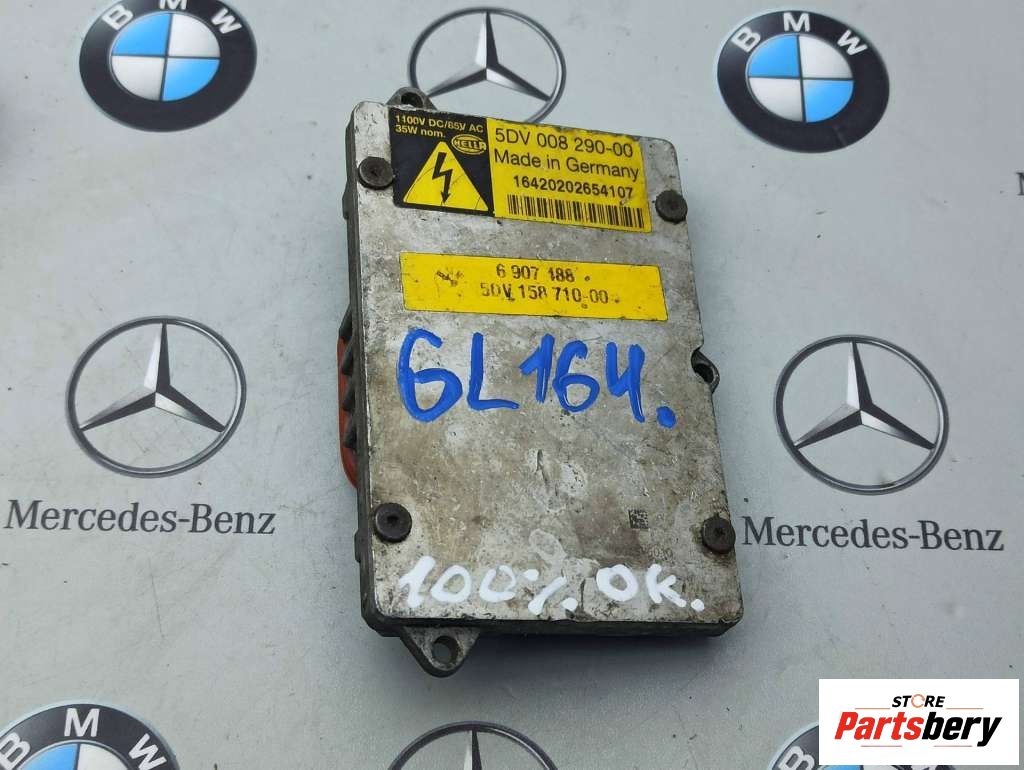 BMW
BMW
1100V DC/85V AC
35W nom.
HELLA
5DV 008 290-00
Made in Germany
16420202654107
6 907 188
5DV 158 710-00
GL164.
Mercedes-Benz
Mercedes-Benz
100% OK.
BMW
STORE
Partsbery